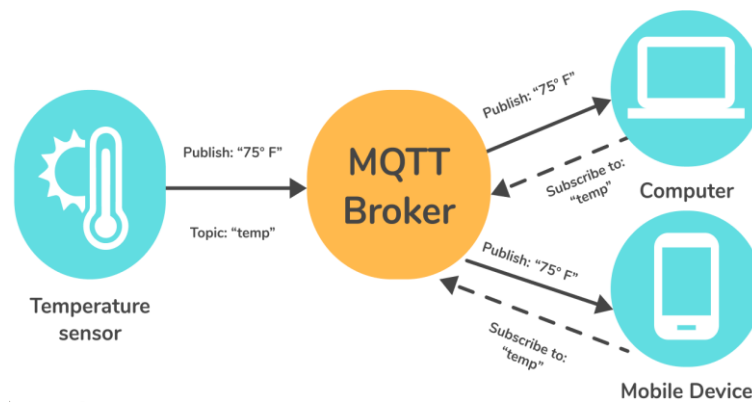 Publish: “75° F”
Topic: “temp”
Temperature
sensor
MQTT
Broker
Publish: “75° F”
Subscribe to:
“temp”
Computer
Publish: “75° F”
Subscribe to:
“temp”
Mobile Device